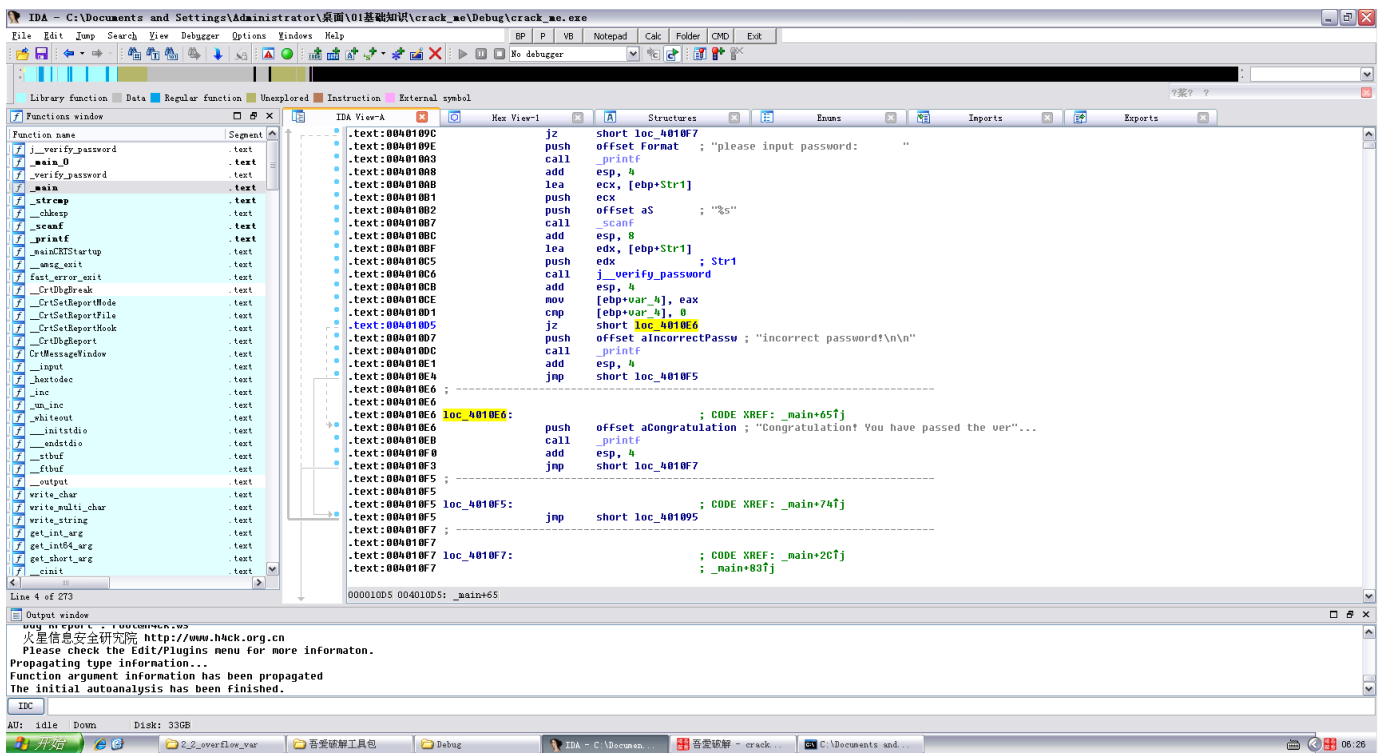 IDA - C:\Documents and Settings\Administrator\桌面\01基础知识\crack_me\Debug\crack_me.exe
File Edit Jump Search View Debugger Options Windows Help BP P VB Notepad Calc Folder CMD Exit
No debugger
Library function Data Regular function Unexplored Instruction External symbol
Functions window IDA View-A Hex View-1 Structures Enums Imports Exports
Function name Segment
j__verify_password .text
_main_0 .text
_verify_password .text
_main .text
_strcmp .text
__chkesp .text
_scanf .text
_printf .text
_mainCRTStartup .text
__amsg_exit .text
fast_error_exit .text
__CrtDbgBreak .text
__CrtSetReportMode .text
__CrtSetReportFile .text
__CrtSetReportHook .text
__CrtDbgReport .text
CrtMessageWindow .text
__input .text
_hextodec .text
_inc .text
_un_inc .text
_whiteout .text
___initstdio .text
___endstdio .text
__stbuf .text
__ftbuf .text
__output .text
write_char .text
write_multi_char .text
write_string .text
get_int_arg .text
get_int64_arg .text
get_short_arg .text
__cinit .text
Line 4 of 273
.text:0040109C jz short loc_4010F7
.text:0040109E push offset Format ; "please input password: "
.text:004010A3 call _printf
.text:004010A8 add esp, 4
.text:004010AB lea ecx, [ebp+Str1]
.text:004010B1 push ecx
.text:004010B2 push offset aS ; "%s"
.text:004010B7 call _scanf
.text:004010BC add esp, 8
.text:004010BF lea edx, [ebp+Str1]
.text:004010C5 push edx ; Str1
.text:004010C6 call j__verify_password
.text:004010CB add esp, 4
.text:004010CE mov [ebp+var_4], eax
.text:004010D1 cmp [ebp+var_4], 0
.text:004010D5 jz short loc_4010E6
.text:004010D7 push offset aIncorrectPassw ; "incorrect password!\n\n"
.text:004010DC call _printf
.text:004010E1 add esp, 4
.text:004010E4 jmp short loc_4010F5
.text:004010E6 ; ---------------------------------------------------------------------------
.text:004010E6
.text:004010E6 loc_4010E6: ; CODE XREF: _main+65↑j
.text:004010E6 push offset aCongratulation ; "Congratulation! You have passed the ver"...
.text:004010EB call _printf
.text:004010F0 add esp, 4
.text:004010F3 jmp short loc_4010F7
.text:004010F5 ; ---------------------------------------------------------------------------
.text:004010F5
.text:004010F5 loc_4010F5: ; CODE XREF: _main+74↑j
.text:004010F5 jmp short loc_401095
.text:004010F7 ; ---------------------------------------------------------------------------
.text:004010F7
.text:004010F7 loc_4010F7: ; CODE XREF: _main+2C↑j
.text:004010F7 ; _main+83↑j
000010D5 004010D5: _main+65
Output window
火星信息安全研究院 http://www.h4ck.org.cn
Please check the Edit/Plugins menu for more informaton.
Propagating type information...
Function argument information has been propagated
The initial autoanalysis has been finished.
IDC
AU: idle Down Disk: 33GB
开始 2_2_overflow_var 吾爱破解工具包 Debug IDA - C:\Documen... 吾爱破解 - crack... C:\Documents and... 06:26